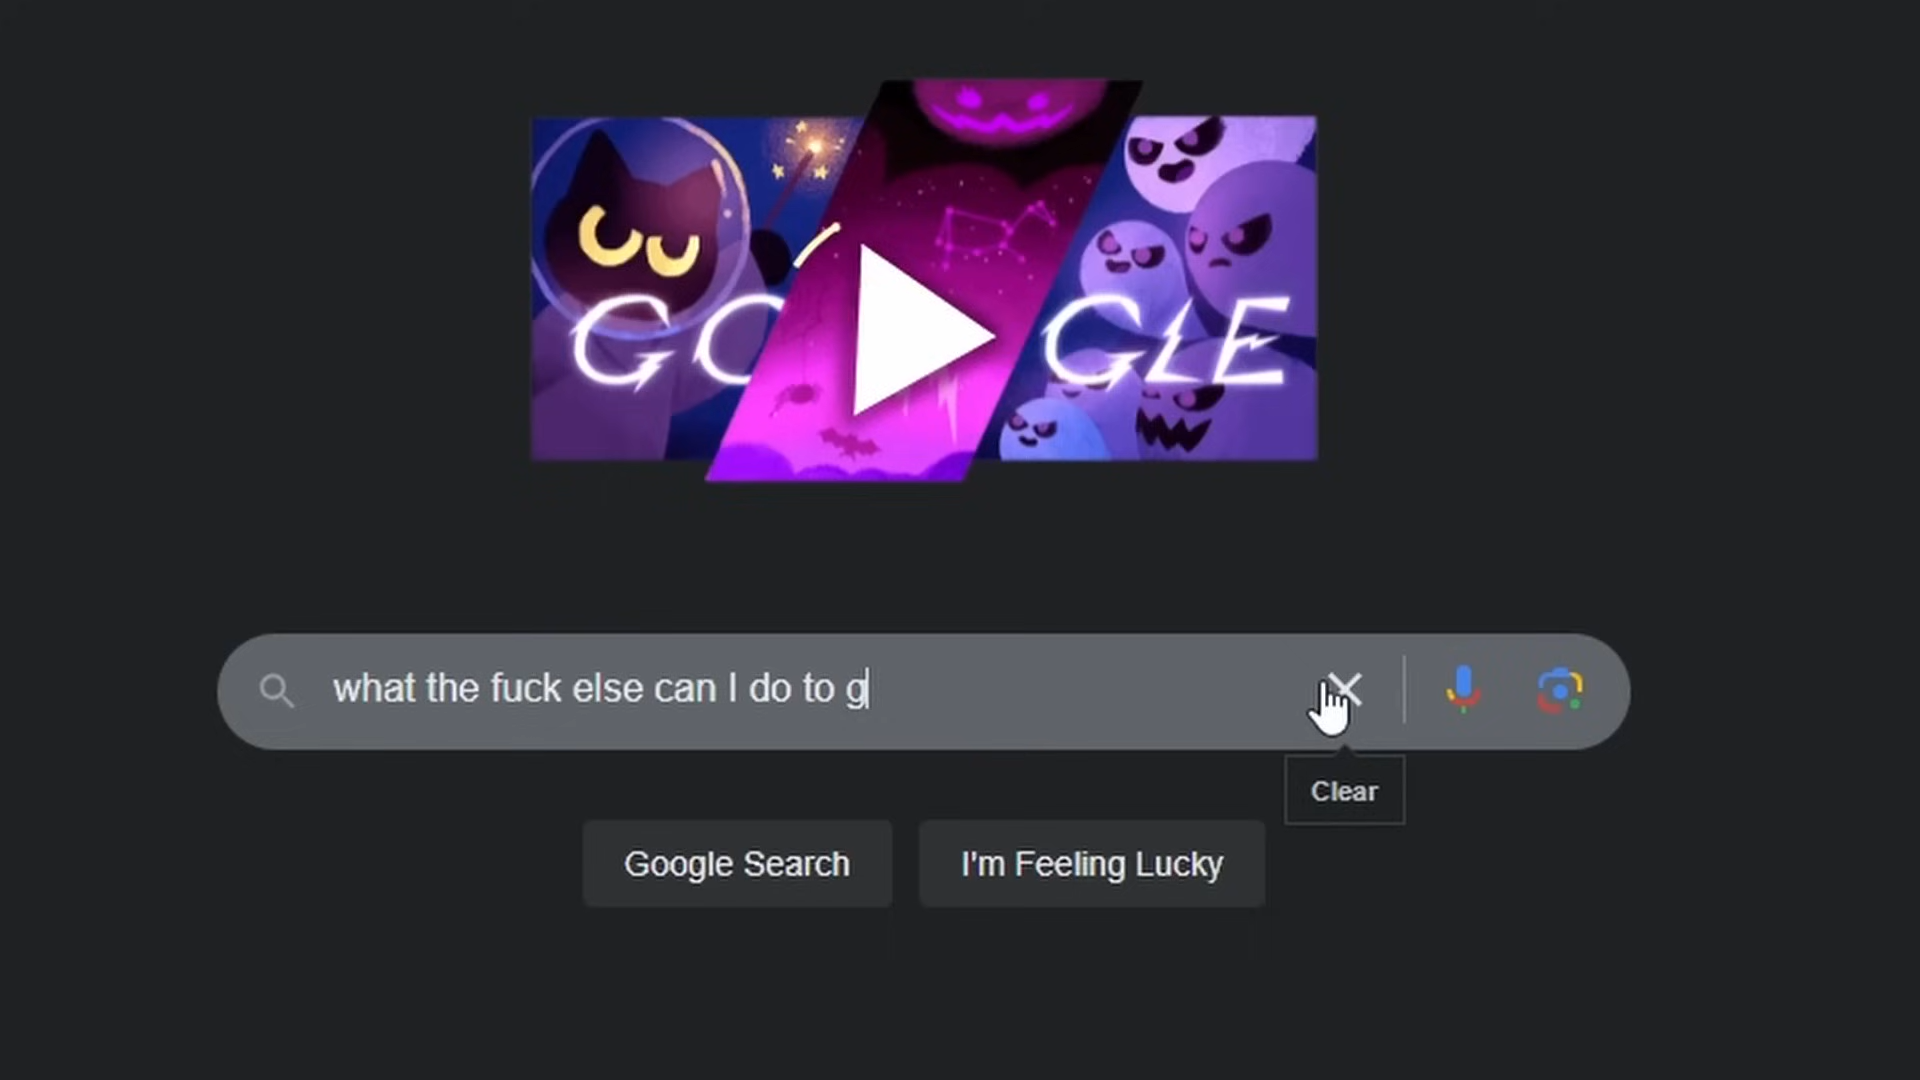 GOOGLE
what the fuck else can I do to g
Clear
Google Search
I'm Feeling Lucky